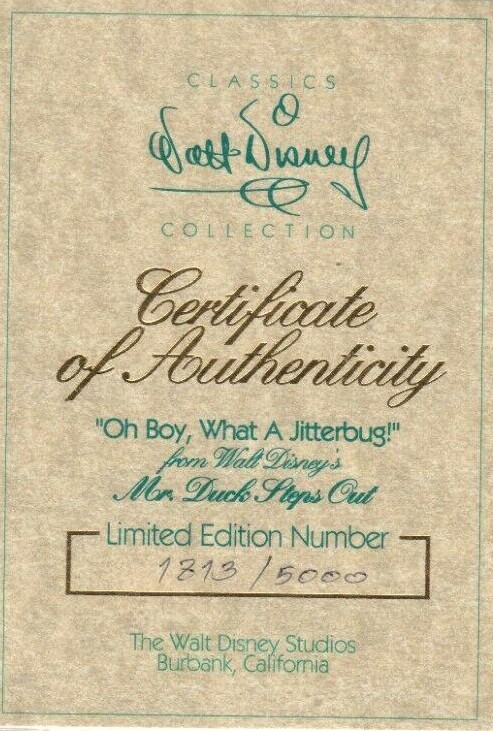 CLASSICS
Walt Disney
COLLECTION
Certificate
of Authenticity
"Oh Boy, What A Jitterbug!"
from Walt Disney's
Mr. Duck Steps Out
Limited Edition Number
1813 / 5000
The Walt Disney Studios
Burbank, California